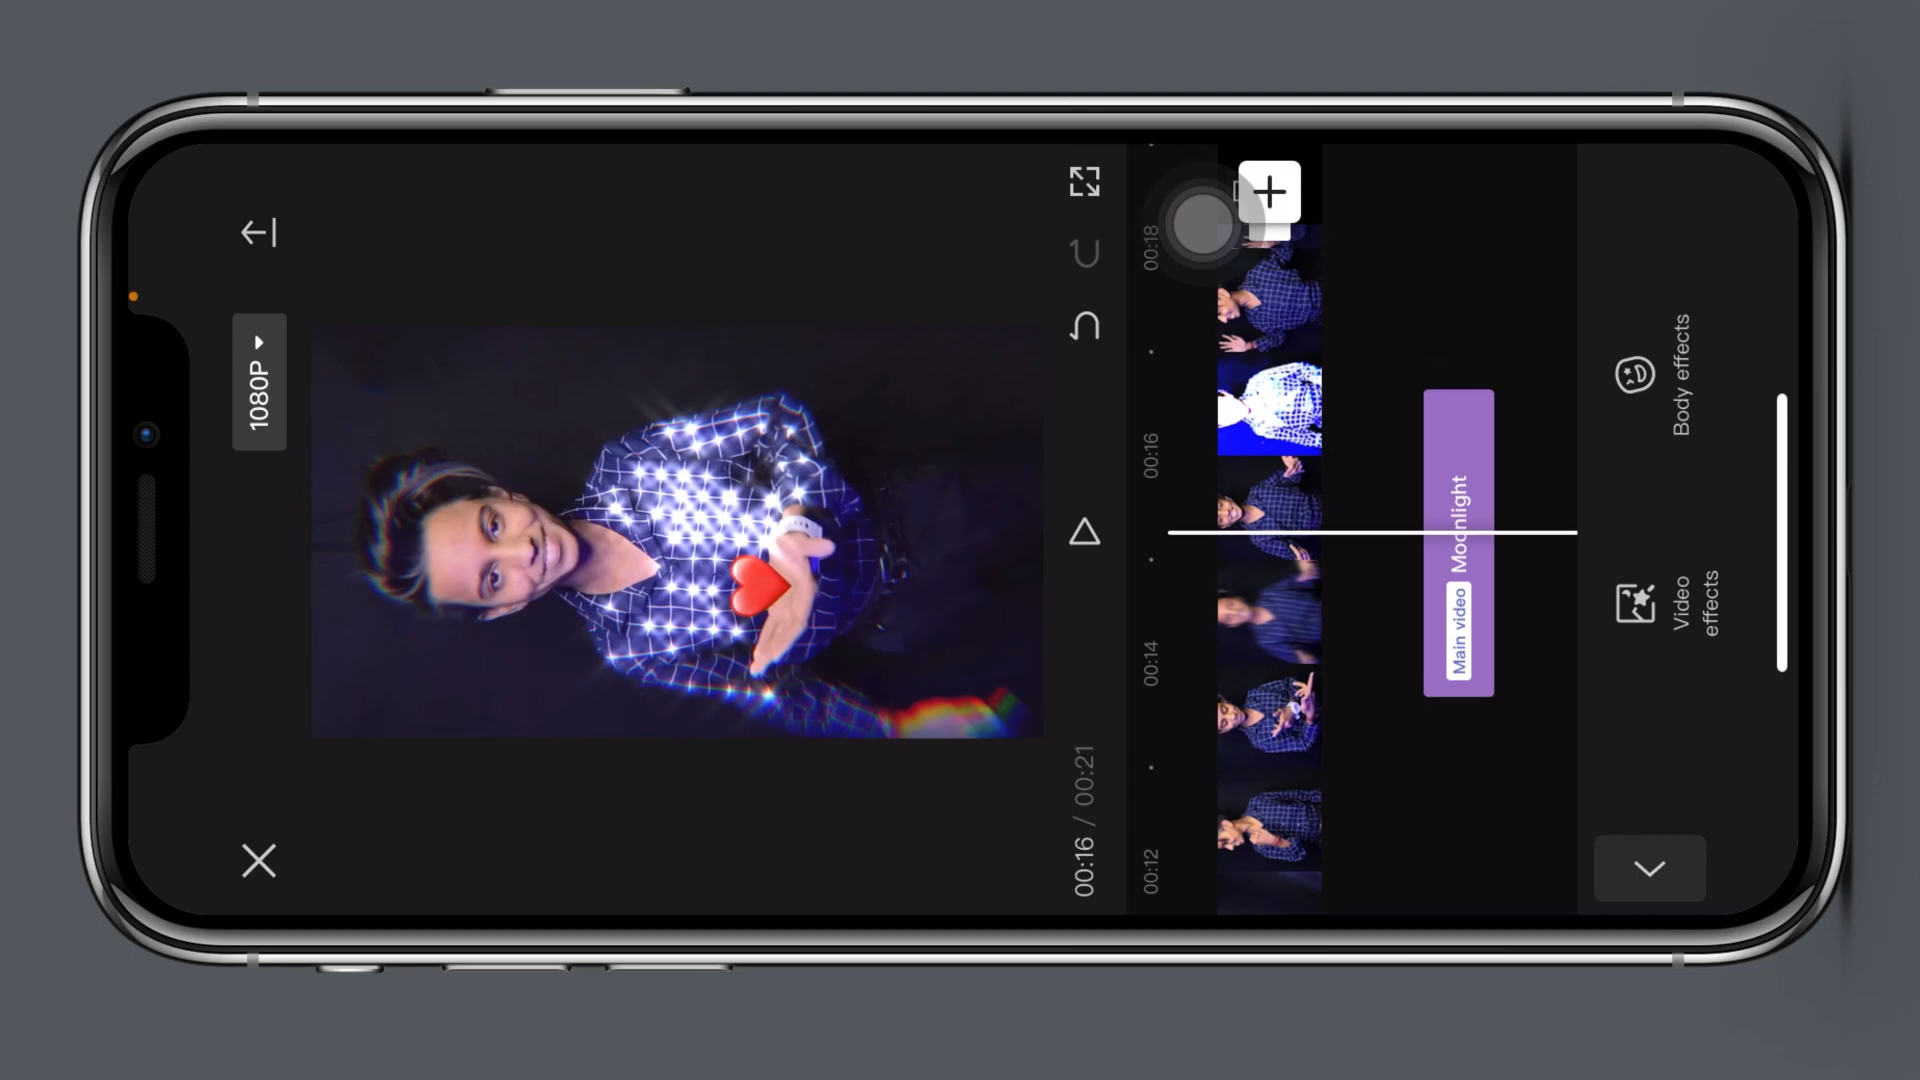 1080P
00:16 / 00:21
00:12
00:14
00:16
00:18
Main video
Moonlight
Video
effects
Body effects